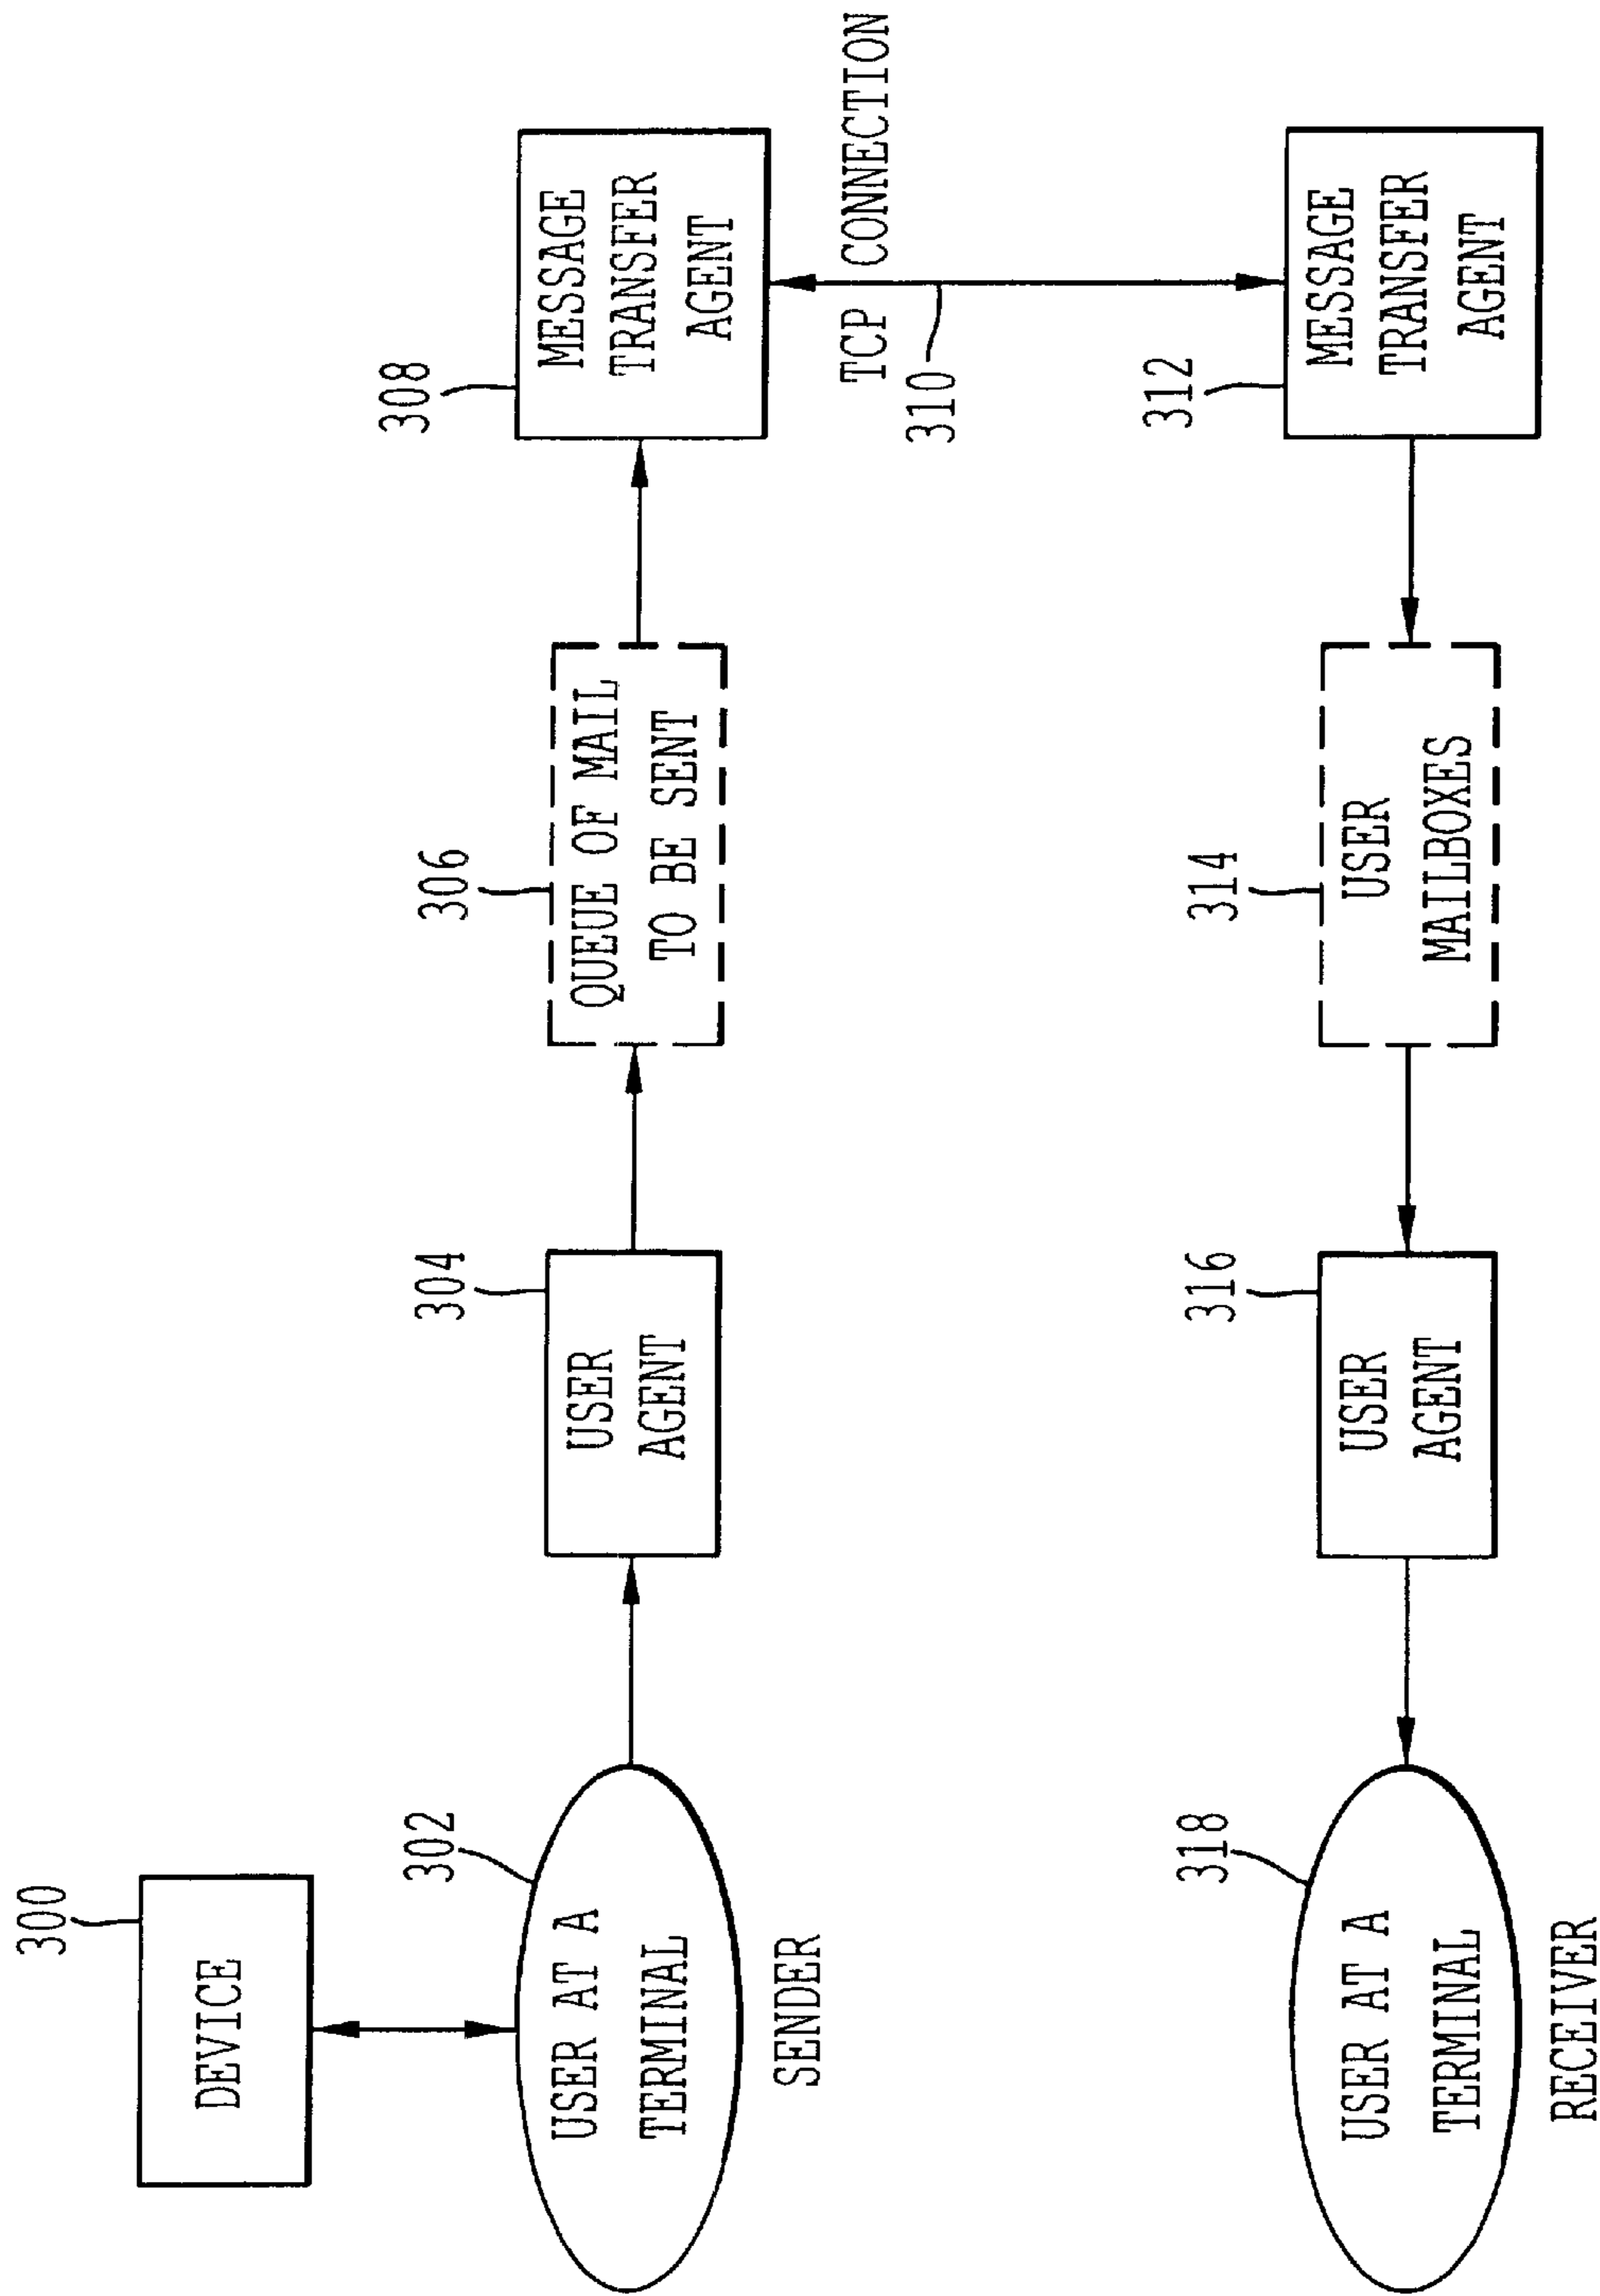 300
DEVICE
302
USER AT A
TERMINAL
SENDER
304
USER
AGENT
306
QUEUE OF MAIL
TO BE SENT
308
MESSAGE
TRANSFER
AGENT
TCP CONNECTION
310
312
MESSAGE
TRANSFER
AGENT
314
USER
MAILBOXES
316
USER
AGENT
318
USER AT A
TERMINAL
RECEIVER